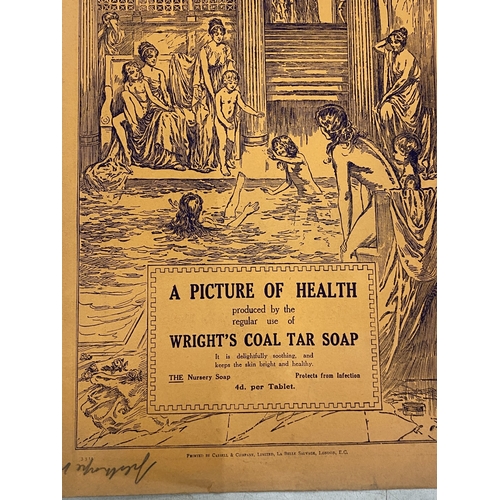 A PICTURE OF HEALTH
produced by the
regular use of
WRIGHT'S COAL TAR SOAP
It is delightfully soothing, and
keeps the skin bright and healthy.
THE Nursery Soap Protects from Infection
4d. per Tablet.
PRINTED BY CASSELL & COMPANY, LIMITED, LA BELLE SAUVAGE, LONDON, E.C.